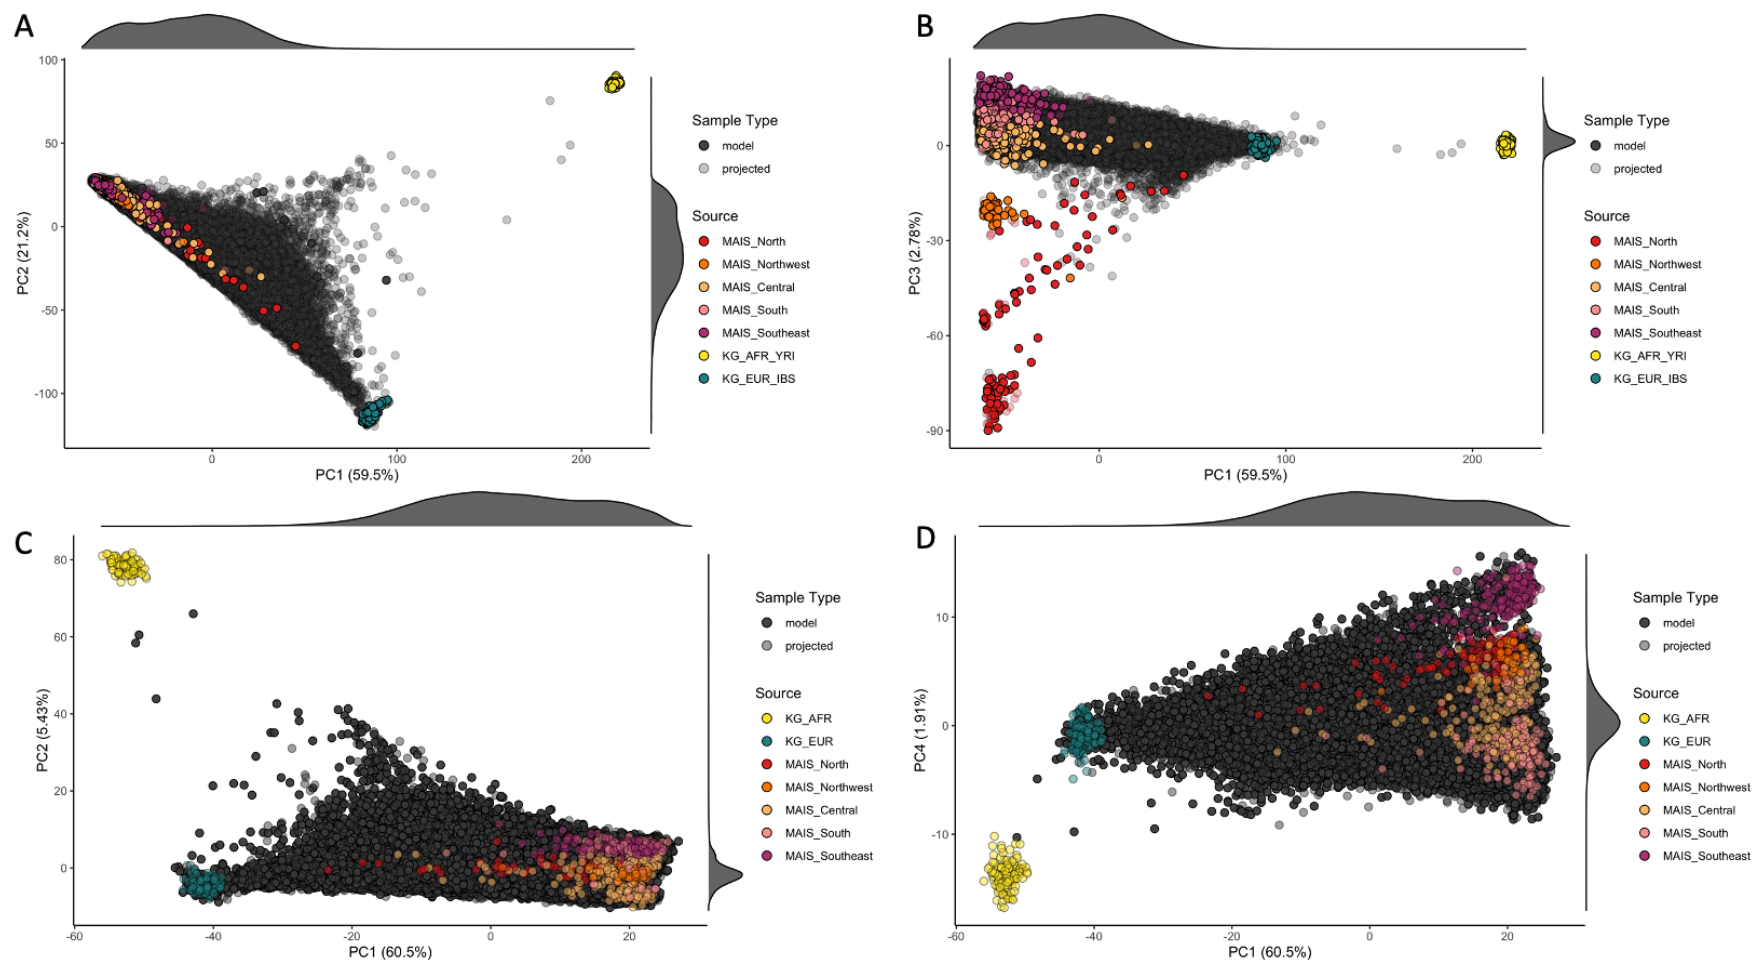 A
100
50
0
-50
-100
PC2 (21.2%)
0
100
200
PC1 (59.5%)
Sample Type
model
projected
Source
MAIS_North
MAIS_Northwest
MAIS_Central
MAIS_South
MAIS_Southeast
KG_AFR_YRI
KG_EUR_IBS
B
0
-30
-60
-90
PC3 (2.78%)
0
100
200
PC1 (59.5%)
Sample Type
model
projected
Source
MAIS_North
MAIS_Northwest
MAIS_Central
MAIS_South
MAIS_Southeast
KG_AFR_YRI
KG_EUR_IBS
C
80
60
40
20
0
PC2 (5.43%)
-60
-40
-20
0
20
PC1 (60.5%)
Sample Type
model
projected
Source
KG_AFR
KG_EUR
MAIS_North
MAIS_Northwest
MAIS_Central
MAIS_South
MAIS_Southeast
D
10
0
-10
PC4 (1.91%)
-60
-40
-20
0
20
PC1 (60.5%)
Sample Type
model
projected
Source
KG_AFR
KG_EUR
MAIS_North
MAIS_Northwest
MAIS_Central
MAIS_South
MAIS_Southeast